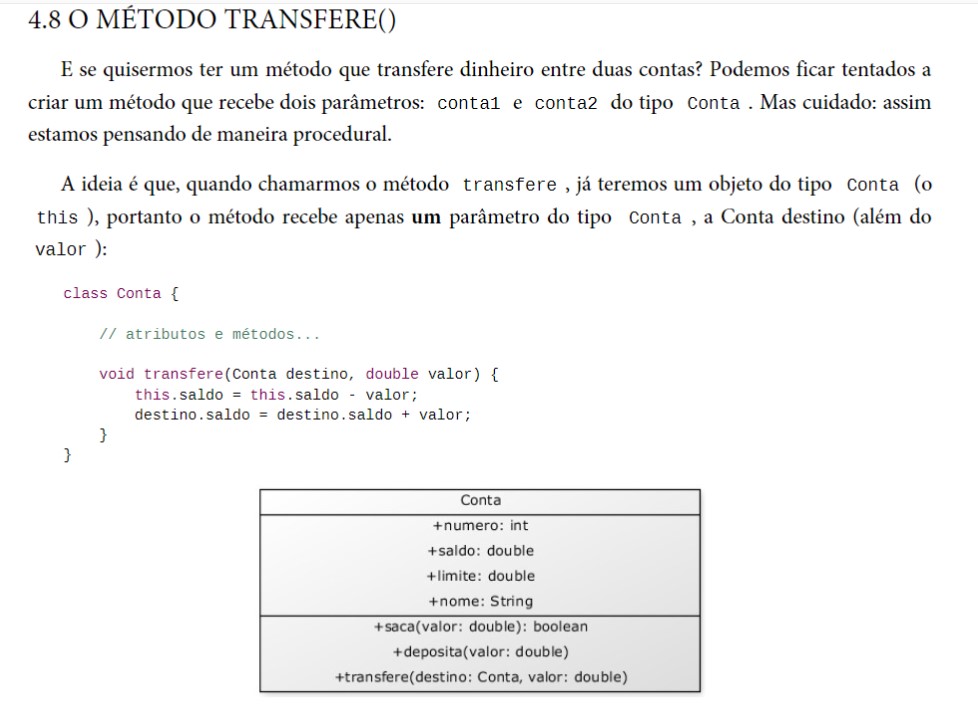 4.8 O MÉTODO TRANSFERE()
E se quisermos ter um método que transfere dinheiro entre duas contas? Podemos ficar tentados a
criar um método que recebe dois parâmetros: conta1 e conta2 do tipo Conta . Mas cuidado: assim
estamos pensando de maneira procedural.
A ideia é que, quando chamarmos o método transfere , já teremos um objeto do tipo Conta (o
this ), portanto o método recebe apenas um parâmetro do tipo Conta , a Conta destino (além do
valor ):
class Conta {
// atributos e métodos...
void transfere(Conta destino, double valor) {
this.saldo = this.saldo - valor;
destino.saldo = destino.saldo + valor;
}
}
Conta
+numero: int
+saldo: double
+limite: double
+nome: String
+saca(valor: double): boolean
+deposita(valor: double)
+transfere(destino: Conta, valor: double)